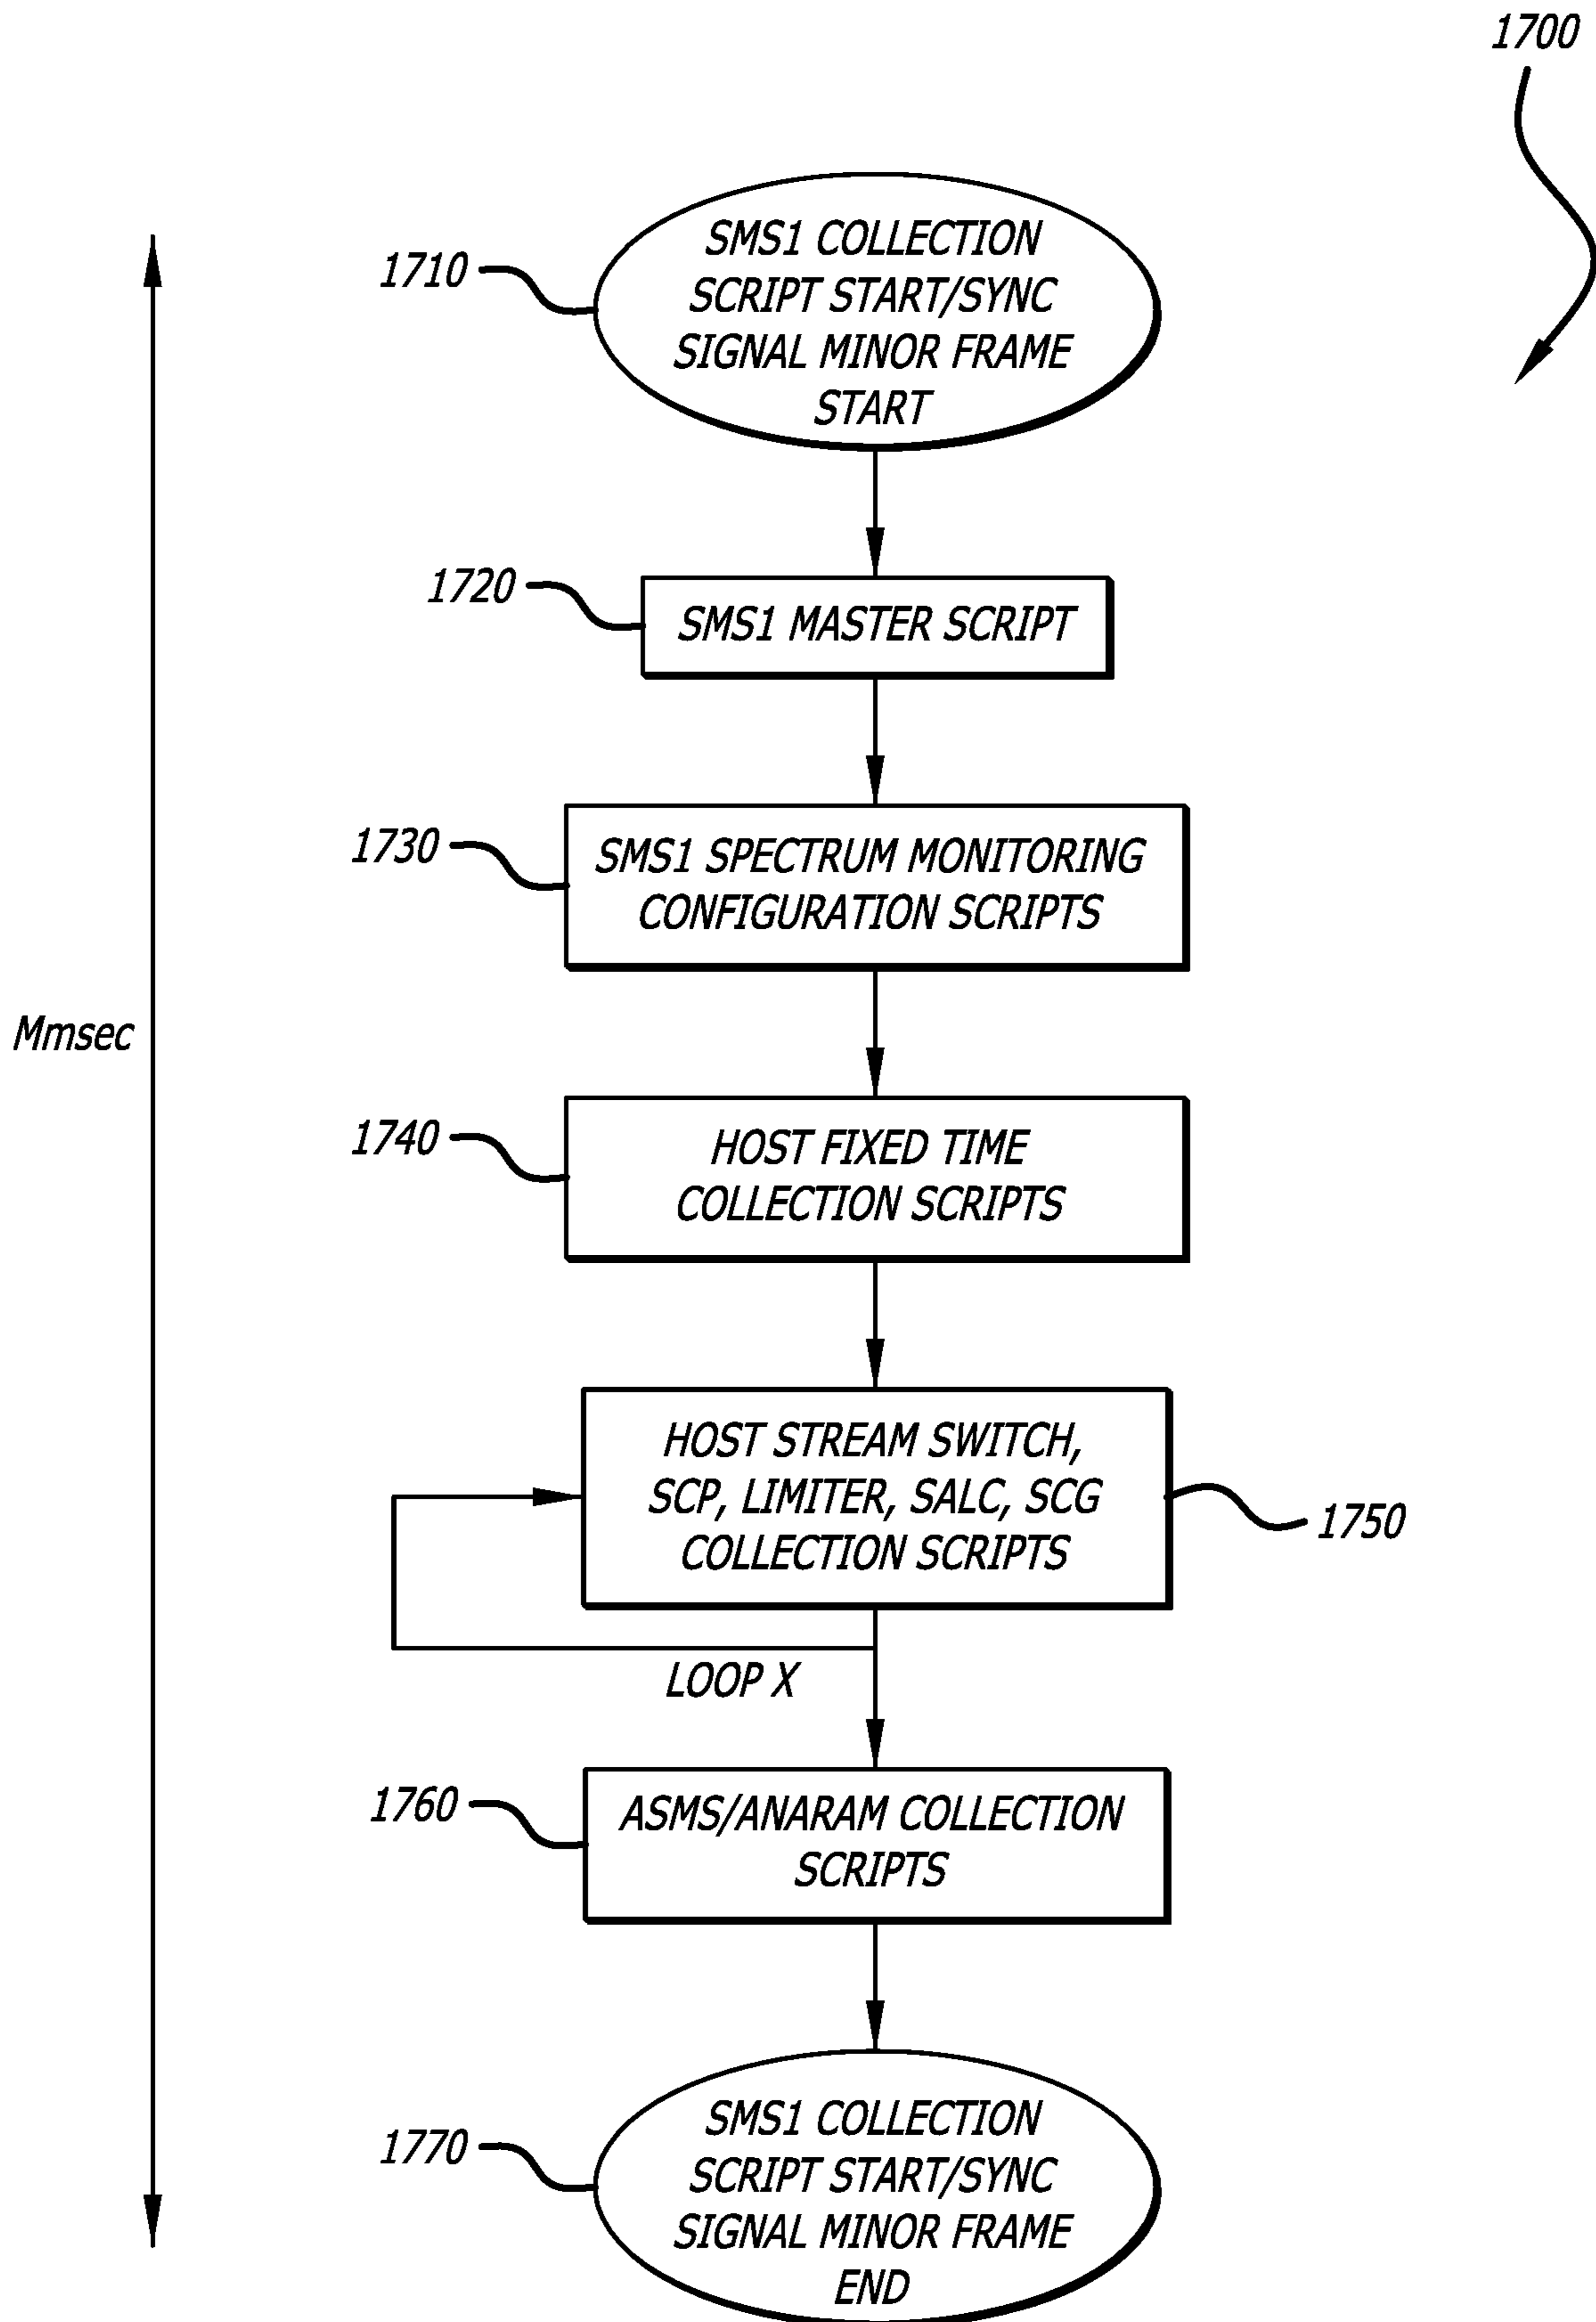 1700
SMS1 COLLECTION
SCRIPT START/SYNC
SIGNAL MINOR FRAME
START
1710
SMS1 MASTER SCRIPT
1720
SMS1 SPECTRUM MONITORING
CONFIGURATION SCRIPTS
1730
Mmsec
HOST FIXED TIME
COLLECTION SCRIPTS
1740
HOST STREAM SWITCH,
SCP, LIMITER, SALC, SCG
COLLECTION SCRIPTS
1750
LOOP X
ASMS/ANARAM COLLECTION
SCRIPTS
1760
SMS1 COLLECTION
SCRIPT START/SYNC
SIGNAL MINOR FRAME
END
1770